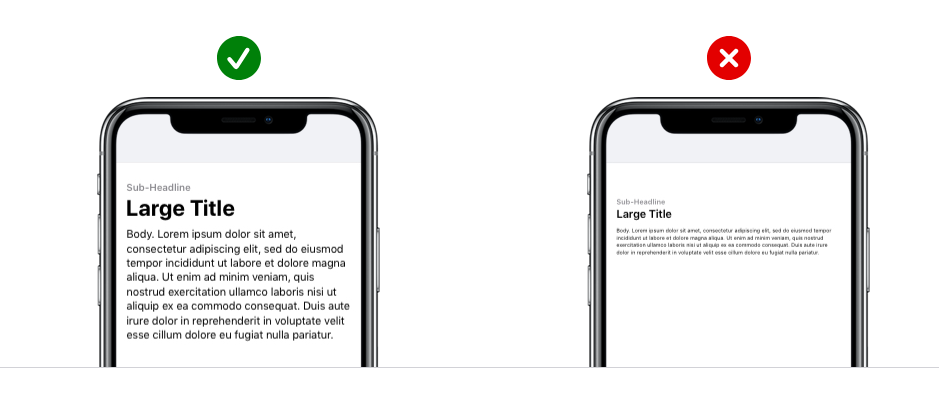 Sub-Headline
Large Title
Body. Lorem ipsum dolor sit amet,
consectetur adipiscing elit, sed do eiusmod
tempor incididunt ut labore et dolore magna
aliqua. Ut enim ad minim veniam, quis
nostrud exercitation ullamco laboris nisi ut
aliquip ex ea commodo consequat. Duis aute
irure dolor in reprehenderit in voluptate velit
esse cillum dolore eu fugiat nulla pariatur.
Sub-Headline
Large Title
Body. Lorem ipsum dolor sit amet, consectetur adipiscing elit, sed do eiusmod tempor
incididunt ut labore et dolore magna aliqua. Ut enim ad minim veniam, quis nostrud
exercitation ullamco laboris nisi ut aliquip ex ea commodo consequat. Duis aute irure
dolor in reprehenderit in voluptate velit esse cillum dolore eu fugiat nulla pariatur.